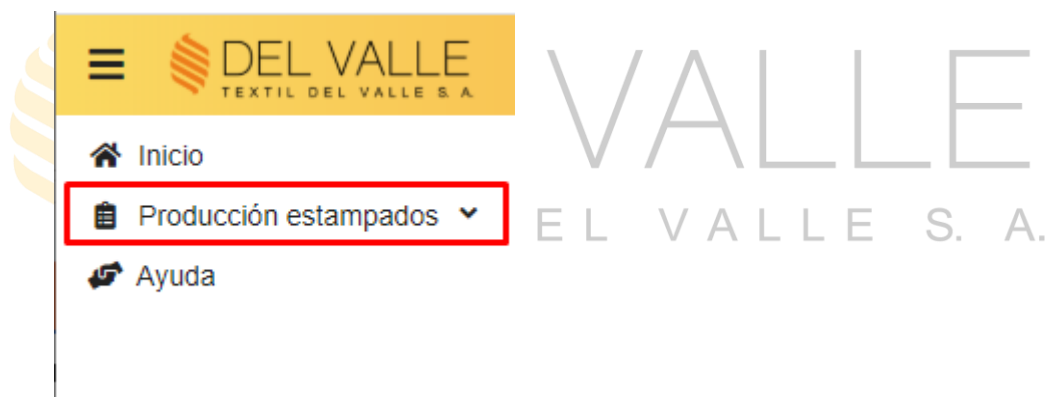 DEL VALLE
TEXTIL DEL VALLE S. A.
Inicio
Producción estampados
Ayuda
VALLE
EL VALLE S. A.